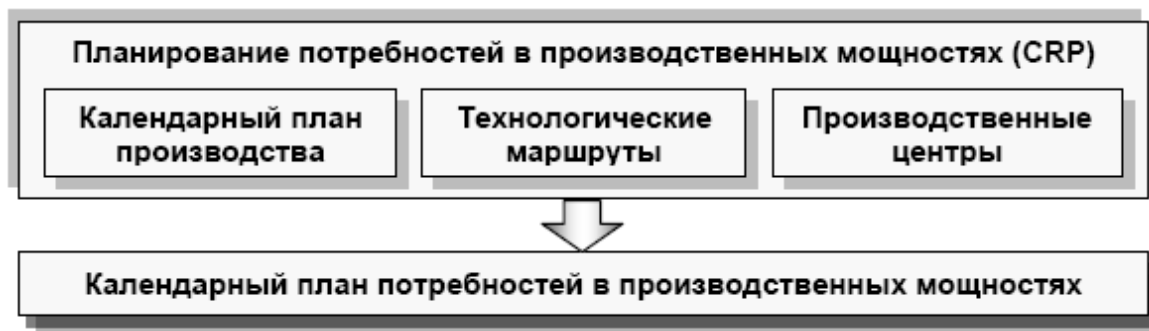 Планирование потребностей в производственных мощностях (CRP)
Календарный план
производства
Технологические
маршруты
Производственные
центры
Календарный план потребностей в производственных мощностях